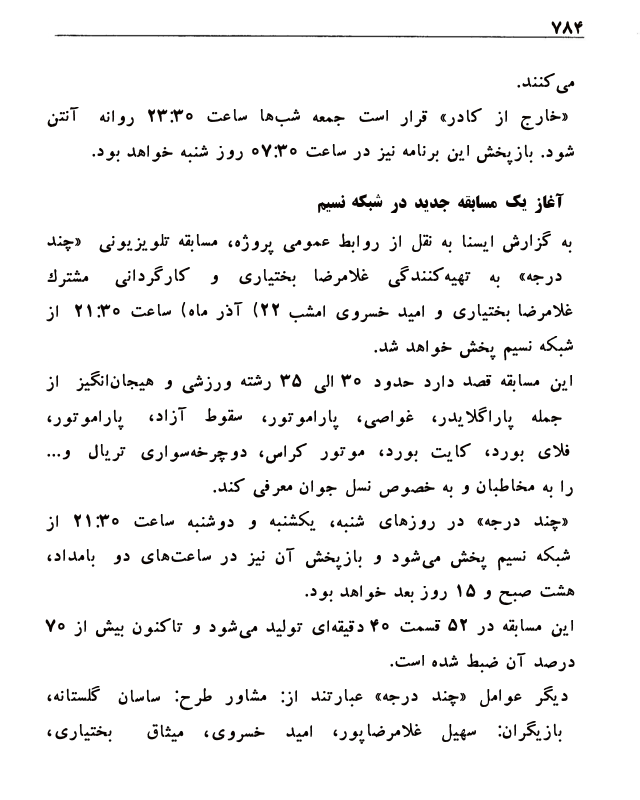 ۷۸۴
می‌کنند.
«خارج از کادر» قرار است جمعه شب‌ها ساعت ۲۳:۳۰ روانه آنتن
شود. بازپخش این برنامه نیز در ساعت ۰۷:۳۰ روز شنبه خواهد بود.
آغاز یک مسابقه جدید در شبکه نسیم
به گزارش ایسنا به نقل از روابط عمومی پروژه، مسابقه تلویزیونی «چند
درجه» به تهیه‌کنندگی غلامرضا بختیاری و کارگردانی مشترك
غلامرضا بختیاری و امید خسروی امشب ۲۲) آذر ماه) ساعت ۲۱:۳۰ از
شبکه نسیم پخش خواهد شد.
این مسابقه قصد دارد حدود ۳۰ الی ۳۵ رشته ورزشی و هیجان‌انگیز از
جمله پاراگلایدر، غواصی، پاراموتور، سقوط آزاد، پاراموتور،
فلای بورد، کایت بورد، موتور کراس، دوچرخه‌سواری تریال و...
را به مخاطبان و به خصوص نسل جوان معرفی کند.
«چند درجه» در روزهای شنبه، یکشنبه و دوشنبه ساعت ۲۱:۳۰ از
شبکه نسیم پخش می‌شود و بازپخش آن نیز در ساعت‌های دو بامداد،
هشت صبح و ۱۵ روز بعد خواهد بود.
این مسابقه در ۵۲ قسمت ۴۰ دقیقه‌ای تولید می‌شود و تاکنون بیش از ۷۰
درصد آن ضبط شده است.
دیگر عوامل «چند درجه» عبارتند از: مشاور طرح: ساسان گلستانه،
بازیگران: سهیل غلامرضاپور، امید خسروی، میثاق بختیاری،